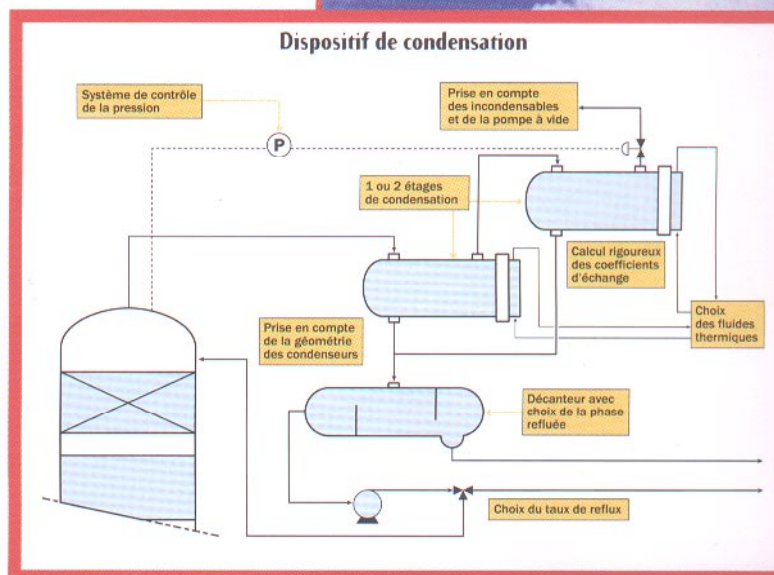 Dispositif de condensation
Système de contrôle
de la pression
P
Prise en compte
des incondensables
et de la pompe à vide
1 ou 2 étages
de condensation
Calcul rigoureux
des coefficients
d'échange
Choix
des fluides
thermiques
Prise en compte
de la géométrie
des condenseurs
Décanteur avec
choix de la phase
refluée
Choix du taux de reflux